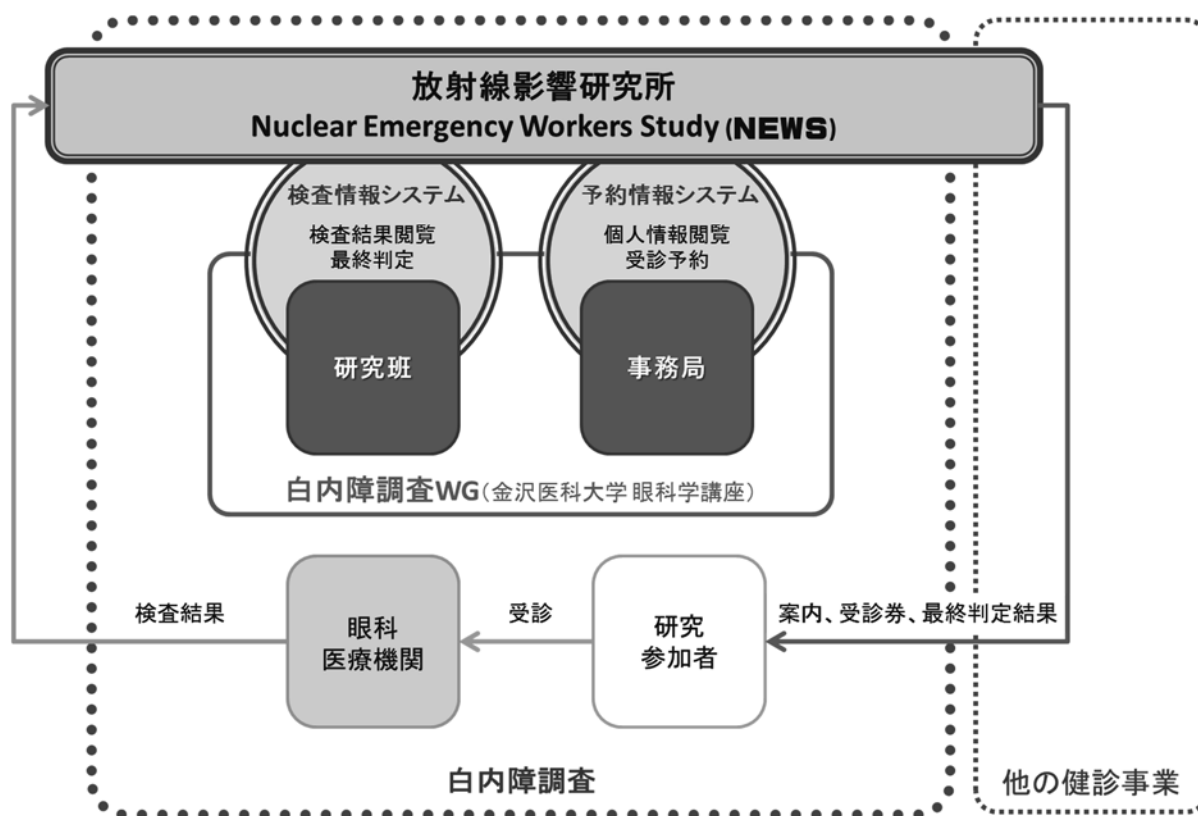 放射線影響研究所
Nuclear Emergency Workers Study (NEWS)
検査情報システム
検査結果閲覧
最終判定
予約情報システム
個人情報閲覧
受診予約
研究班
事務局
白内障調査WG(金沢医科大学 眼科学講座)
検査結果
眼科
医療機関
受診
研究
参加者
案内、受診券、最終判定結果
白内障調査
他の健診事業